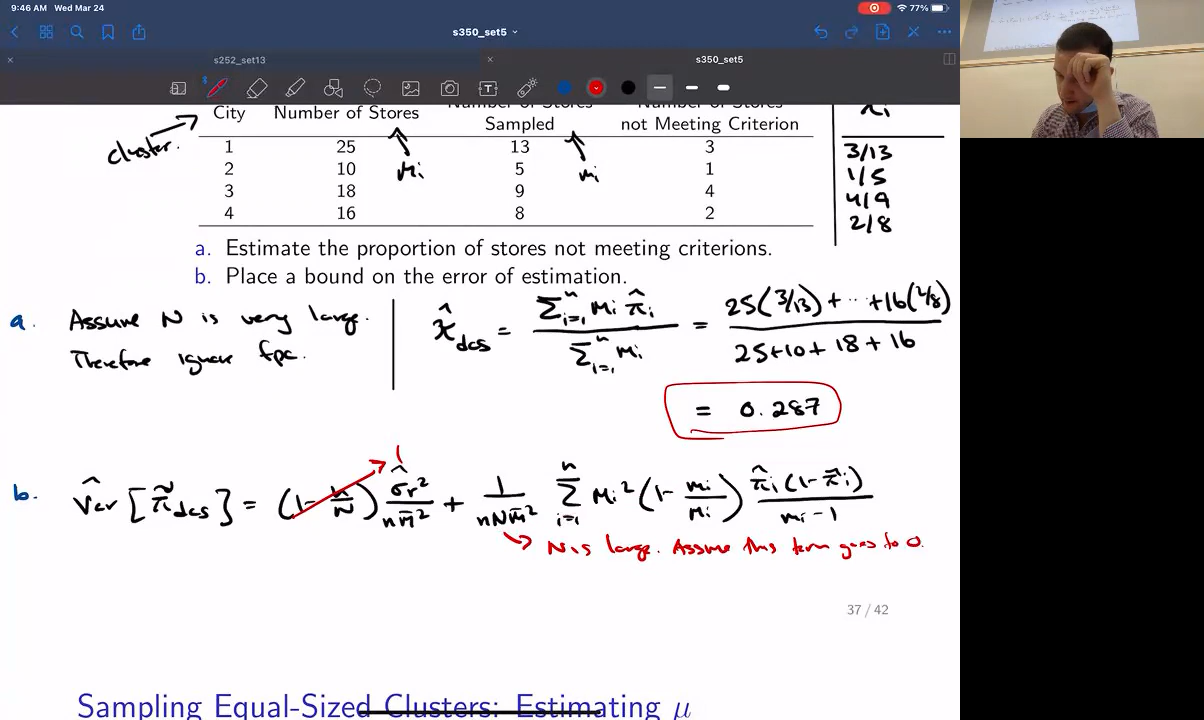 9:46 AM Wed Mar 24
77%
s350_set5
s252_set13
s350_set5
City Number of Stores Number of Stores Sampled Number of Stores not Meeting Criterion
cluster.
Mi
mi
π̂i
1 25 13 3 3/13
2 10 5 1 1/5
3 18 9 4 4/9
4 16 8 2 2/8
a. Estimate the proportion of stores not meeting criterions.
b. Place a bound on the error of estimation.
a. Assume N is very large.
Therefore ignore fpc.
π̂dcs = Σⁿᵢ₌₁ Mi π̂i / Σⁿᵢ₌₁ Mi = 25(3/13) + ... + 16(2/8) / 25+10+18+16
= 0.287
1
b. V̂ar [π̃dcs] = (1 - n/N) σ̂r² / nM̄² + 1 / nNM̄² Σⁿᵢ₌₁ Mi² (1 - mi/Mi) π̂i (1 - π̂i) / mi - 1
N is large. Assume this term goes to 0.
37 / 42
Sampling Equal-Sized Clusters: Estimating μ